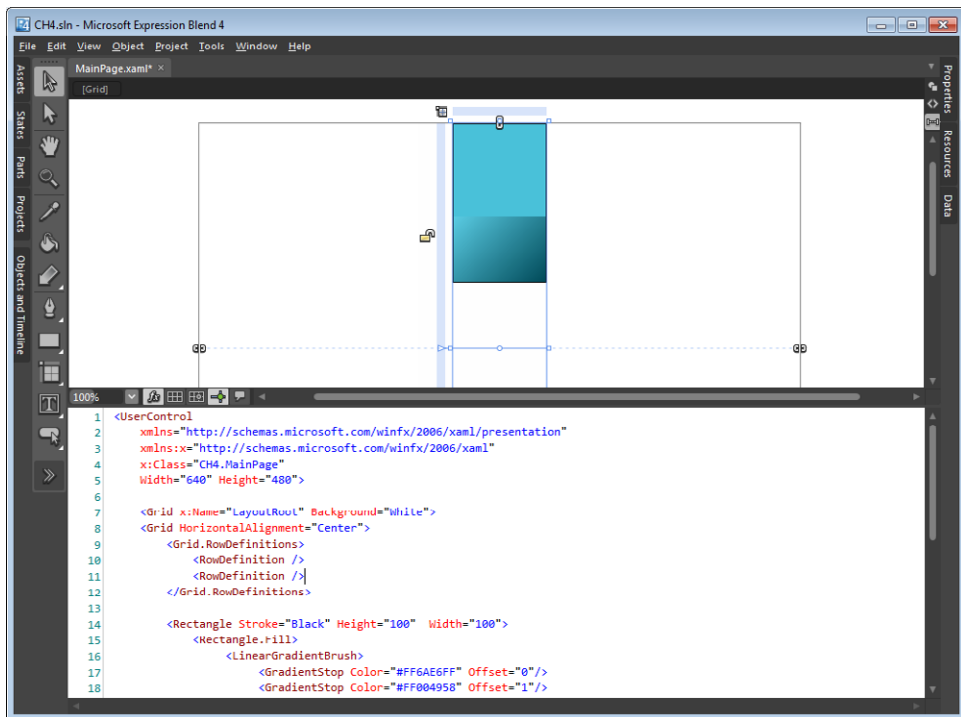 CH4.sln - Microsoft Expression Blend 4
File Edit View Object Project Tools Window Help
Assets
States
Parts
Projects
Objects and Timeline
MainPage.xaml* ×
[Grid]
Properties
Resources
Data
100%
1 <UserControl
2 xmlns="http://schemas.microsoft.com/winfx/2006/xaml/presentation"
3 xmlns:x="http://schemas.microsoft.com/winfx/2006/xaml"
4 x:Class="CH4.MainPage"
5 Width="640" Height="480">
6
7 <Grid x:Name="LayoutRoot" Background="White">
8 <Grid HorizontalAlignment="Center">
9 <Grid.RowDefinitions>
10 <RowDefinition />
11 <RowDefinition />
12 </Grid.RowDefinitions>
13
14 <Rectangle Stroke="Black" Height="100" Width="100">
15 <Rectangle.Fill>
16 <LinearGradientBrush>
17 <GradientStop Color="#FF6AE6FF" Offset="0"/>
18 <GradientStop Color="#FF004958" Offset="1"/>